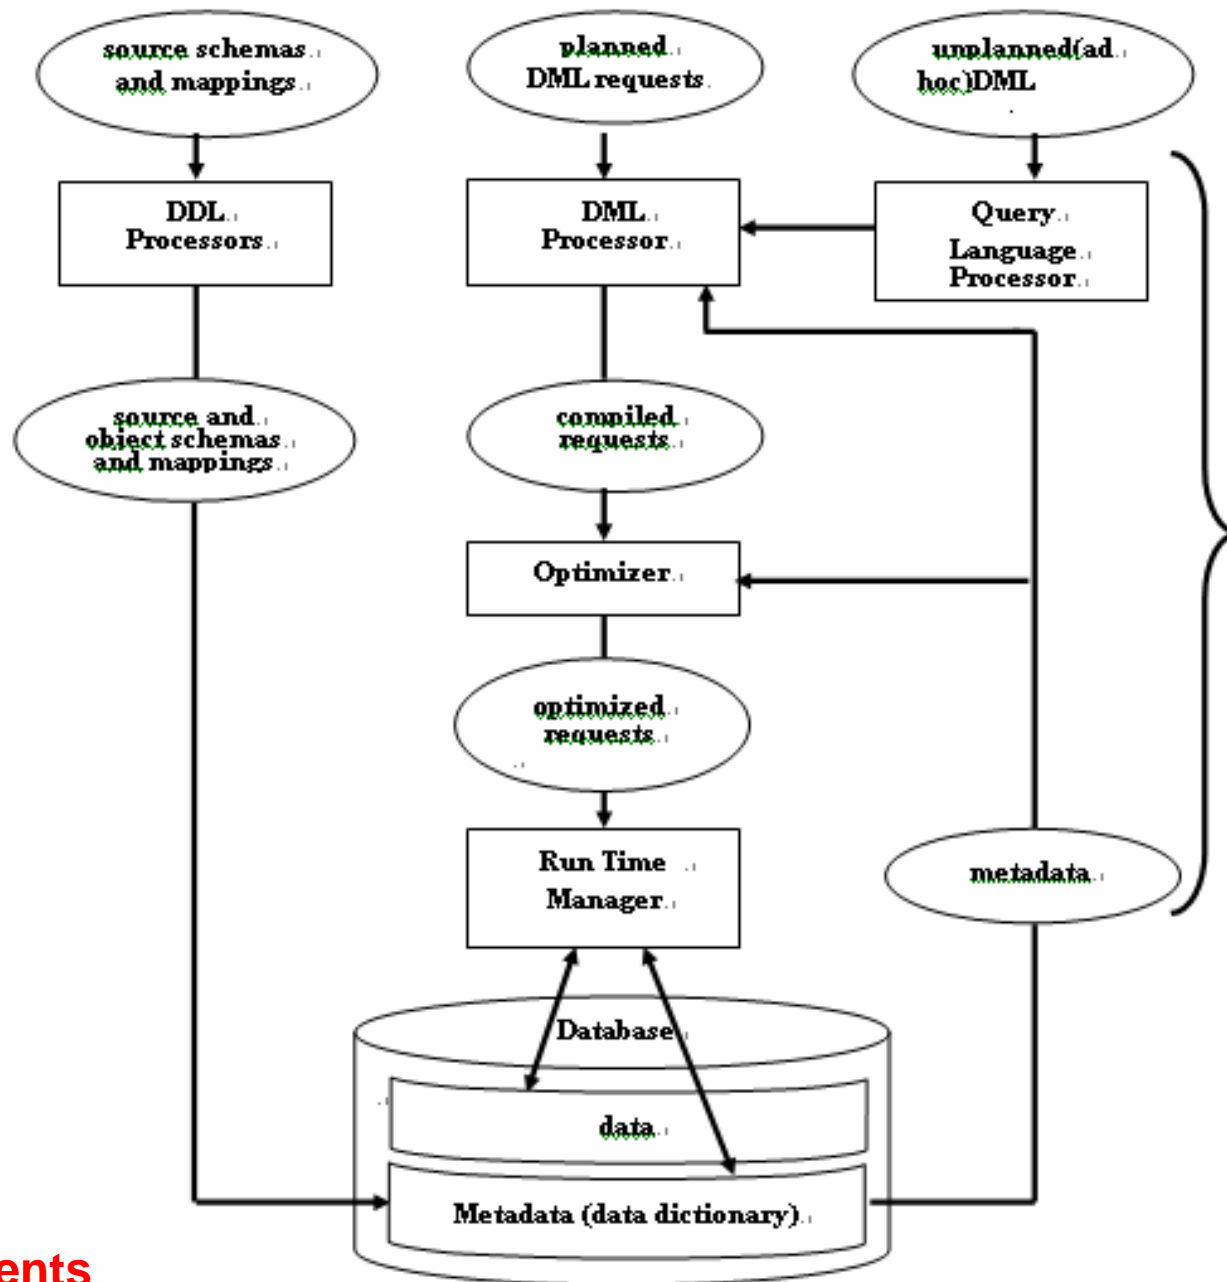 source schemas
and mappings
planned
DML requests
unplanned(ad
hoc)DML
DDL
Processors
DML
Processor
Query
Language
Processor
source and
object schemas
and mappings
compiled
requests
Optimizer
optimized
requests
Run Time
Manager
metadata
Database
data
Metadata (data dictionary)
ents